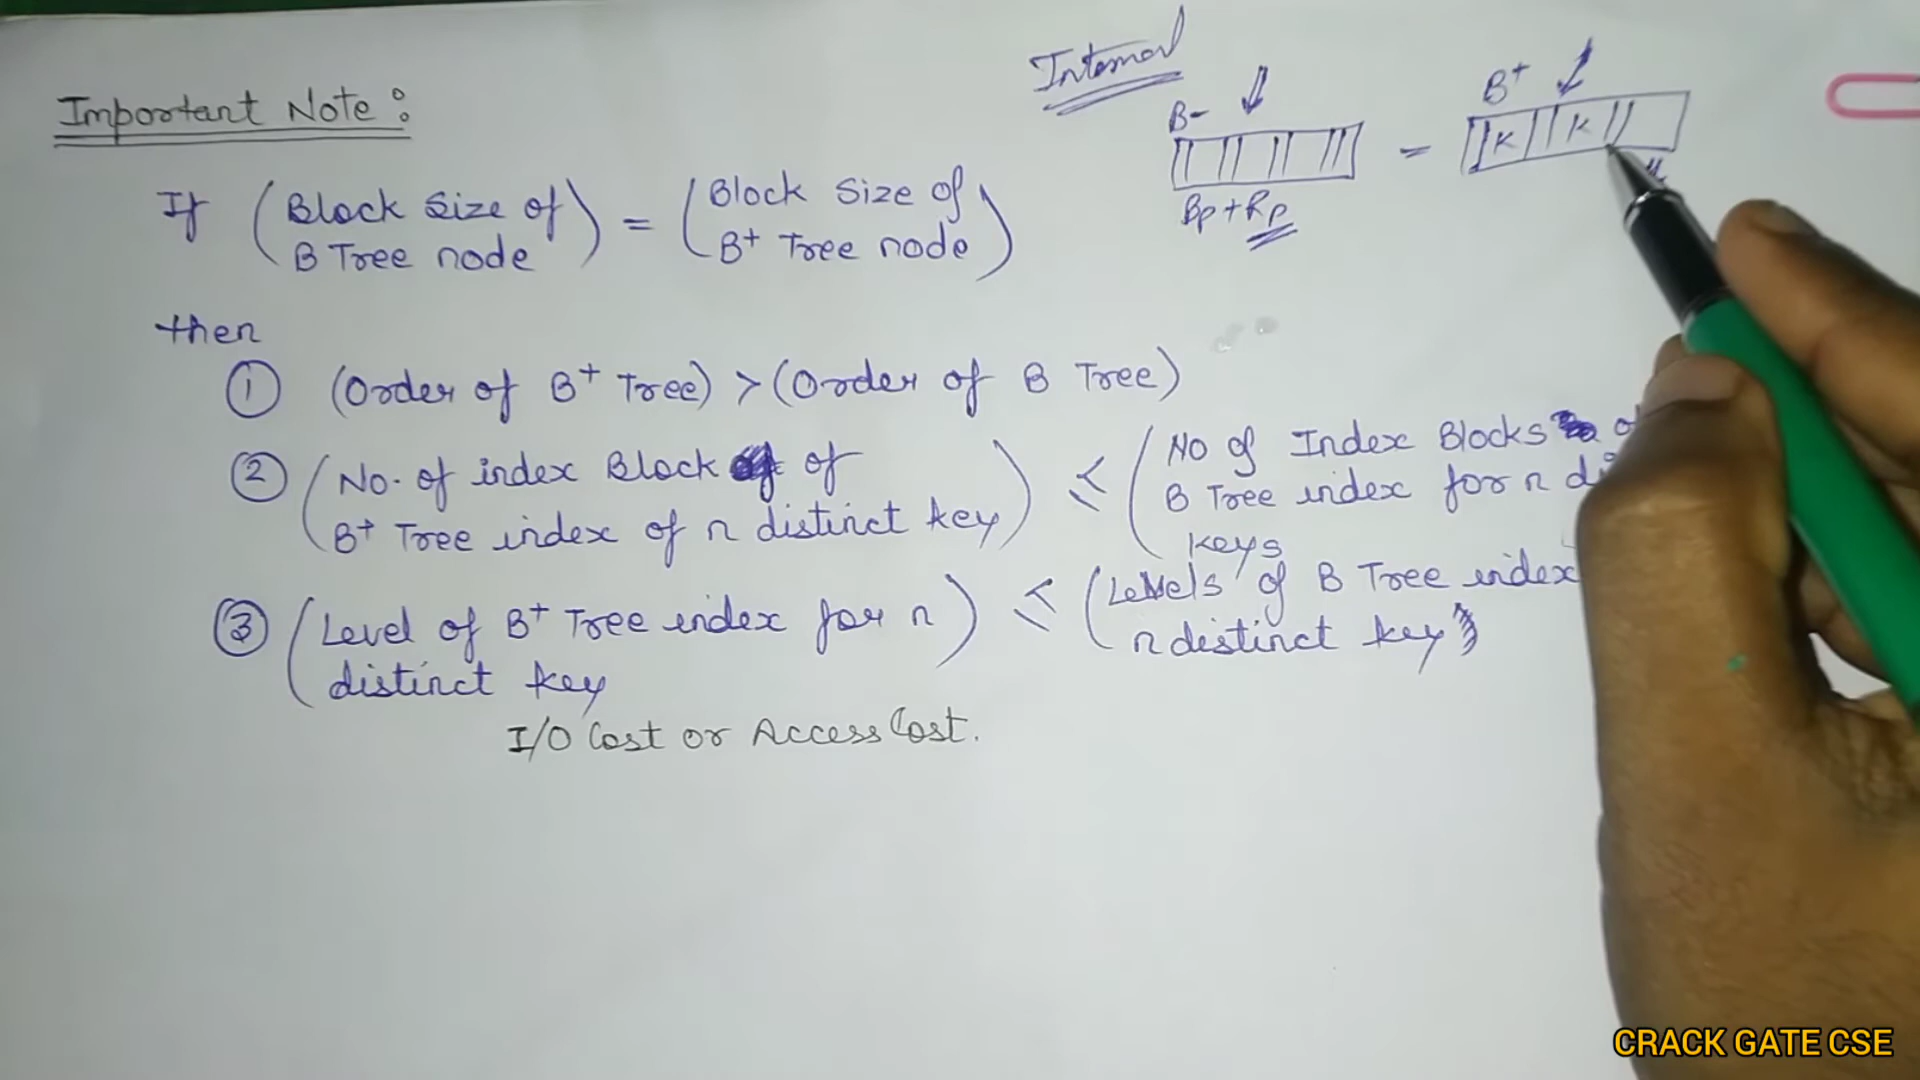 Important Note :
Internal
B-
B+
K K
Bp + Rp
If (Block Size of B Tree node) = (Block Size of B+ Tree node)
then
① (Order of B+ Tree) > (Order of B Tree)
② (No. of index Block of
B+ Tree index of n distinct key) ≤ (No of Index Blocks
B Tree index for n
keys
③ (Level of B+ Tree index for n
distinct key) ≤ (Levels of B Tree index
n distinct key)
I/O Cost or Access Cost.
CRACK GATE CSE